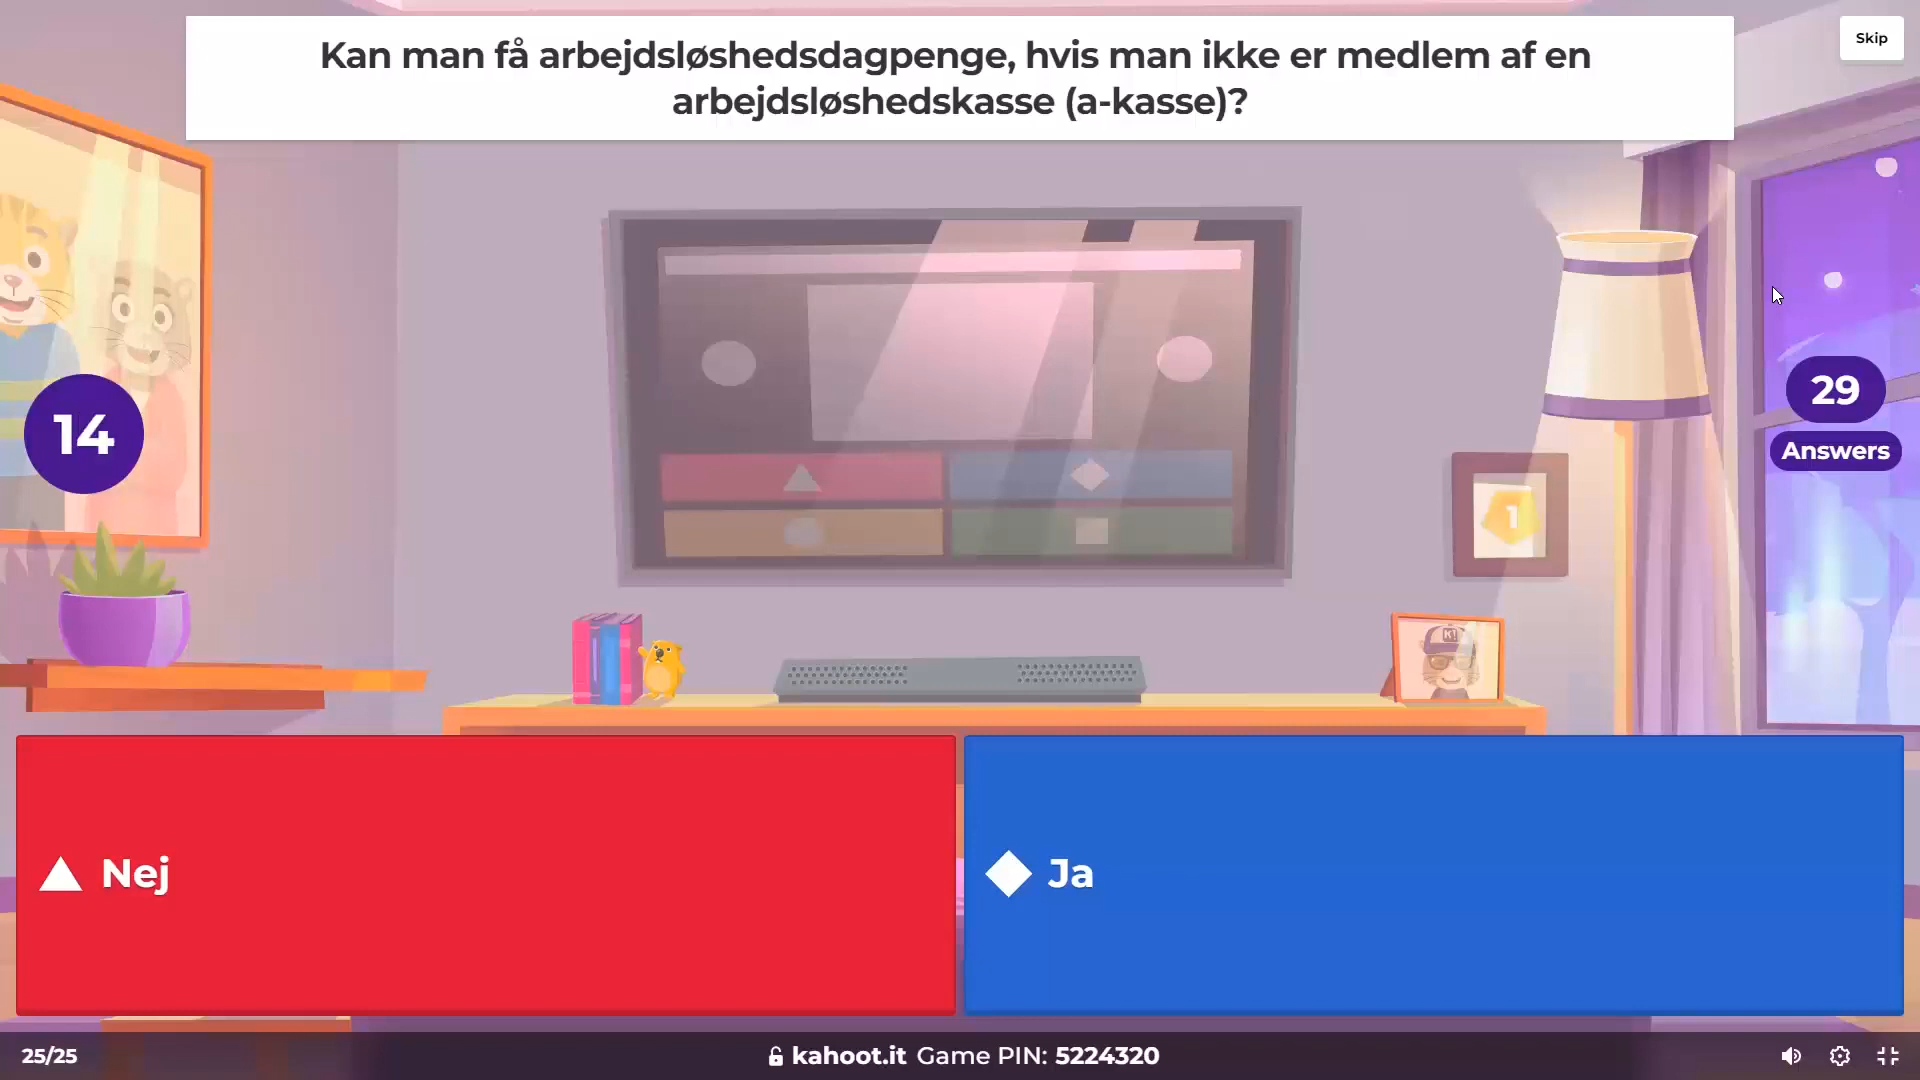 Kan man få arbejdsløshedsdagpenge, hvis man ikke er medlem af en
arbejdsløshedskasse (a-kasse)?
Skip
14
29
Answers
1
K!
Nej
Ja
25/25
kahoot.it Game PIN: 5224320